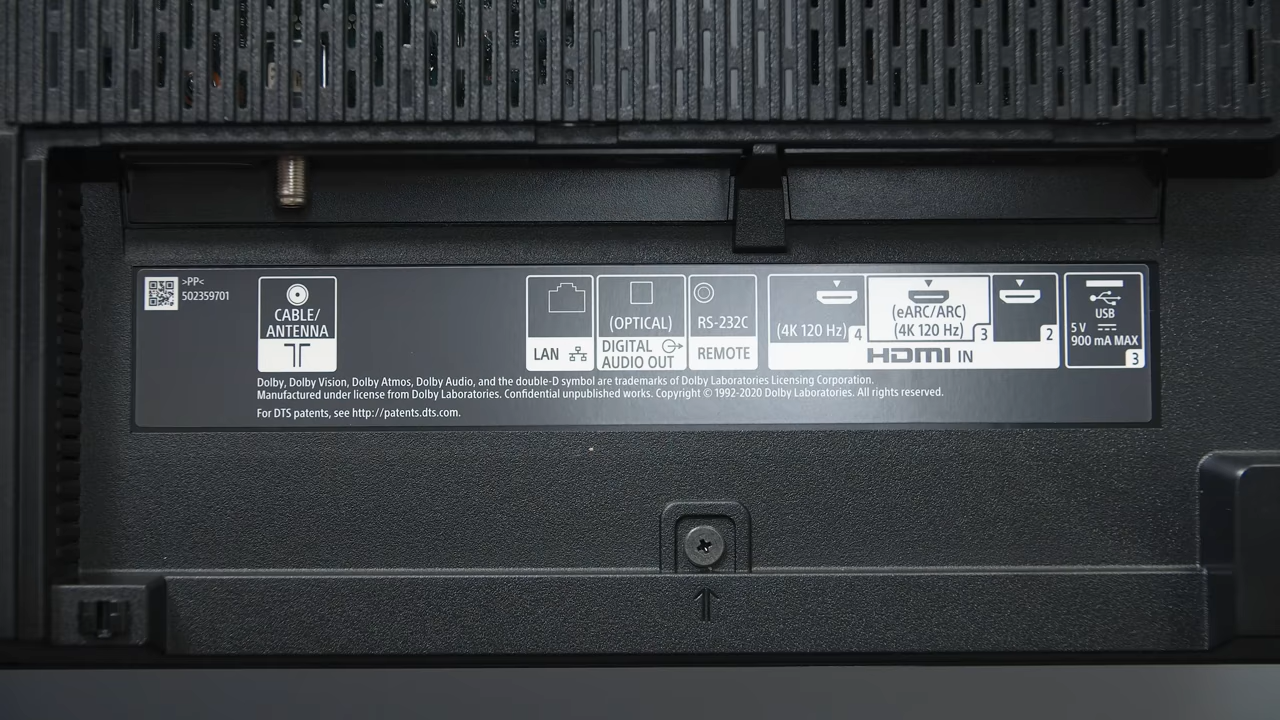 >PP<
502359701
CABLE/
ANTENNA
LAN
(OPTICAL)
DIGITAL
AUDIO OUT
RS-232C
REMOTE
(4K 120 Hz) 4
(eARC/ARC)
(4K 120 Hz) 3
2
HDMI IN
USB
5 V
900 mA MAX
3
Dolby, Dolby Vision, Dolby Atmos, Dolby Audio, and the double-D symbol are trademarks of Dolby Laboratories Licensing Corporation.
Manufactured under license from Dolby Laboratories. Confidential unpublished works. Copyright © 1992-2020 Dolby Laboratories. All rights reserved.
For DTS patents, see http://patents.dts.com.